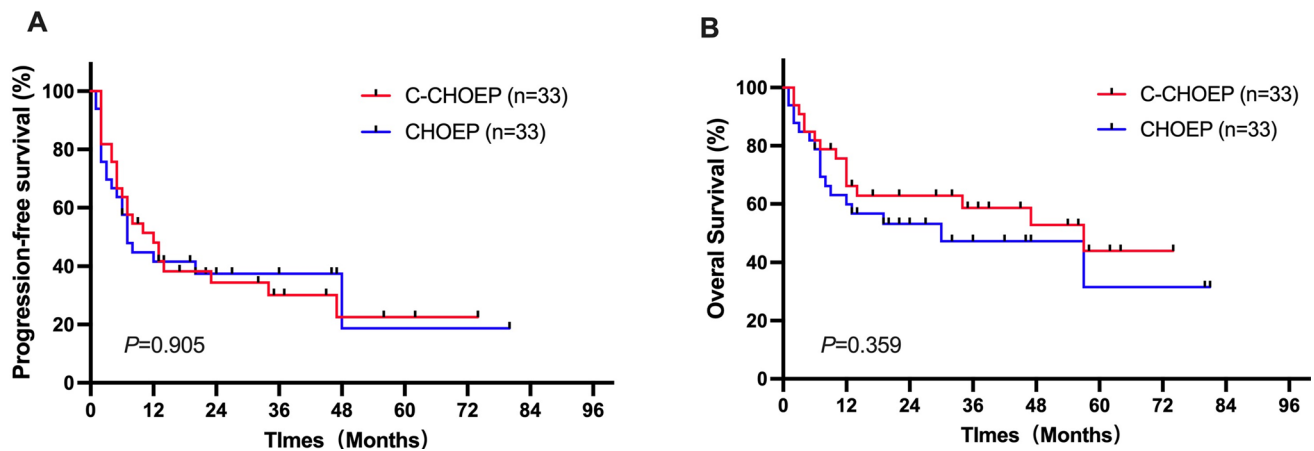 A
Progression-free survival (%)
100
80
60
40
20
0
C-CHOEP (n=33)
CHOEP (n=33)
P=0.905
0 12 24 36 48 60 72 84 96
TImes（Months）
B
Overal Survival (%)
100
80
60
40
20
0
C-CHOEP (n=33)
CHOEP (n=33)
P=0.359
0 12 24 36 48 60 72 84 96
TImes（Months）